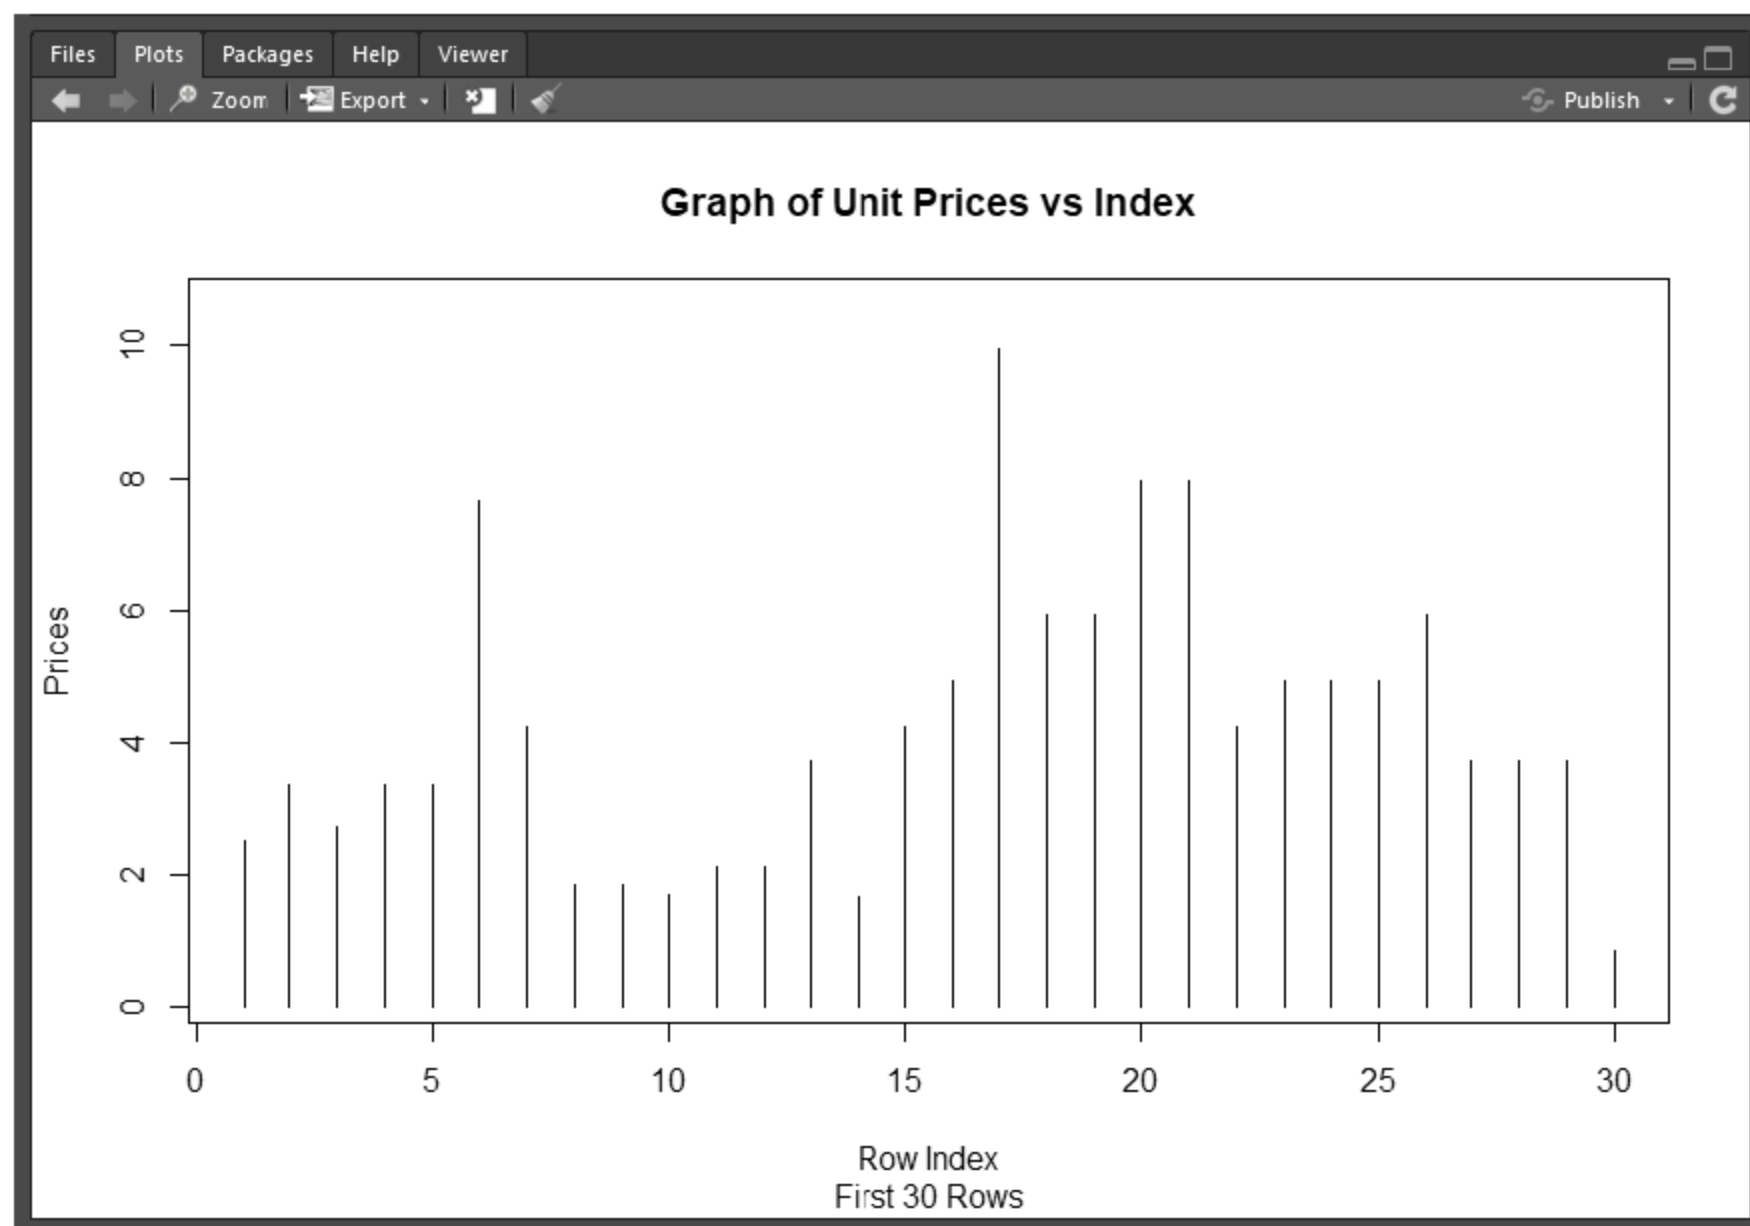 Files Plots Packages Help Viewer
Zoom Export Publish
Graph of Unit Prices vs Index
Prices
10
8
6
4
2
0
0 5 10 15 20 25 30
Row Index
First 30 Rows